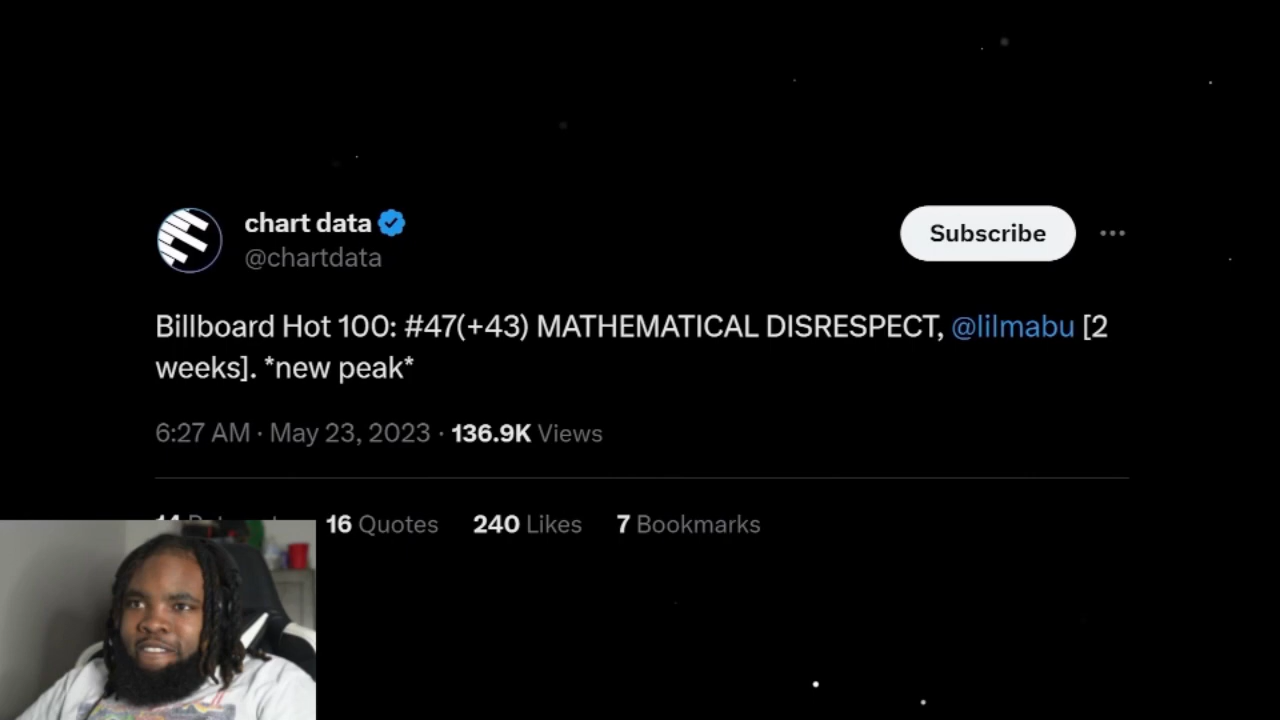 chart data
@chartdata
Subscribe
Billboard Hot 100: #47(+43) MATHEMATICAL DISRESPECT, @lilmabu [2
weeks]. *new peak*
6:27 AM · May 23, 2023 · 136.9K Views
16 Quotes 240 Likes 7 Bookmarks